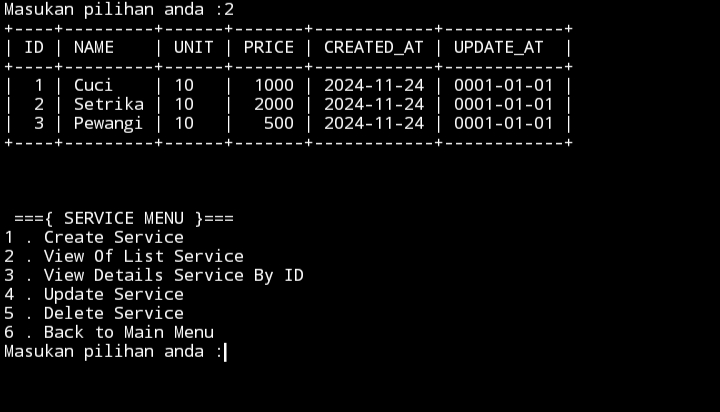 Masukan pilihan anda :2
+----+---------+------+-------+------------+------------+
| ID | NAME    | UNIT | PRICE | CREATED_AT | UPDATE_AT  |
+----+---------+------+-------+------------+------------+
|  1 | Cuci    | 10   |  1000 | 2024-11-24 | 0001-01-01 |
|  2 | Setrika | 10   |  2000 | 2024-11-24 | 0001-01-01 |
|  3 | Pewangi | 10   |   500 | 2024-11-24 | 0001-01-01 |
+----+---------+------+-------+------------+------------+
===={ SERVICE MENU }===
1 . Create Service
2 . View Of List Service
3 . View Details Service By ID
4 . Update Service
5 . Delete Service
6 . Back to Main Menu
Masukan pilihan anda :